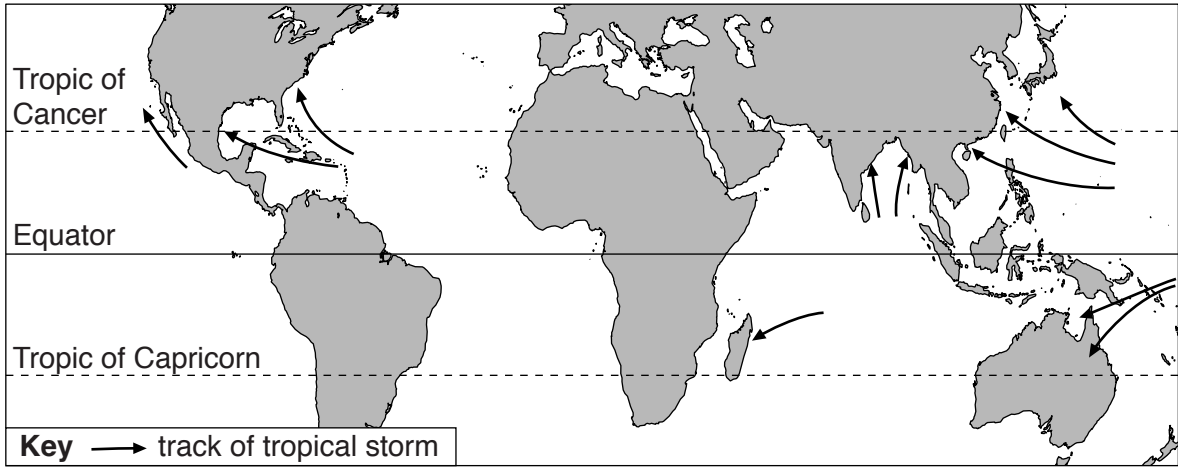 Tropic of
Cancer
Equator
Tropic of Capricorn
Key track of tropical storm